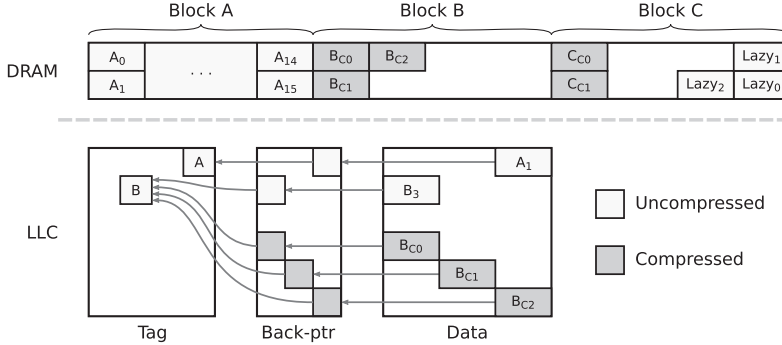 Block A Block B Block C
DRAM A0 ... A14 BC0 BC2 CC0 Lazy1
A1 A15 BC1 CC1 Lazy2 Lazy0
A A1
B B3 Uncompressed
LLC BC0
BC1 Compressed
BC2
Tag Back-ptr Data